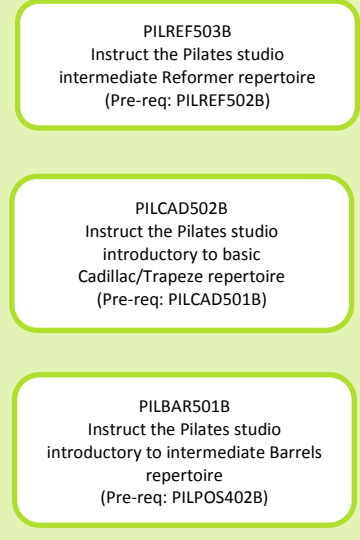 PILREF503B
Instruct the Pilates studio
intermediate Reformer repertoire
(Pre-req: PILREF502B)
PILCAD502B
Instruct the Pilates studio
introductory to basic
Cadillac/Trapeze repertoire
(Pre-req: PILCAD501B)
PILBAR501B
Instruct the Pilates studio
introductory to intermediate Barrels
repertoire
(Pre-req: PILPOS402B)